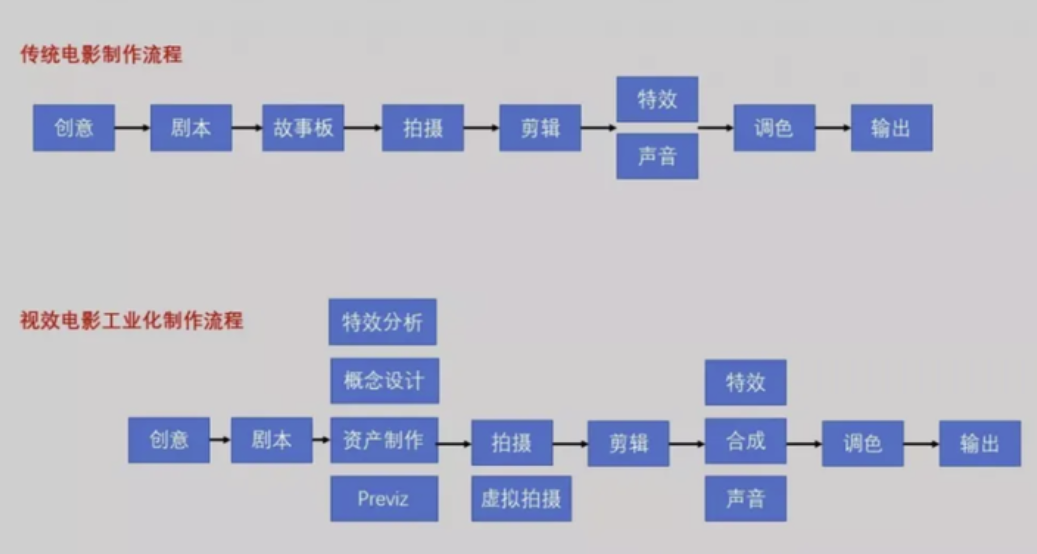 传统电影制作流程
创意
剧本
故事板
拍摄
剪辑
特效
声音
调色
输出
视效电影工业化制作流程
创意
剧本
特效分析
概念设计
资产制作
Previz
拍摄
虚拟拍摄
剪辑
特效
合成
声音
调色
输出